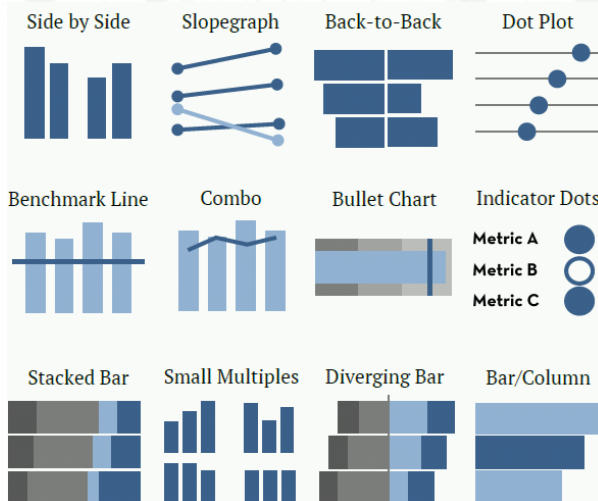 Side by Side
Slopegraph
Back-to-Back
Dot Plot
Benchmark Line
Combo
Bullet Chart
Indicator Dots
Metric A
Metric B
Metric C
Stacked Bar
Small Multiples
Diverging Bar
Bar/Column